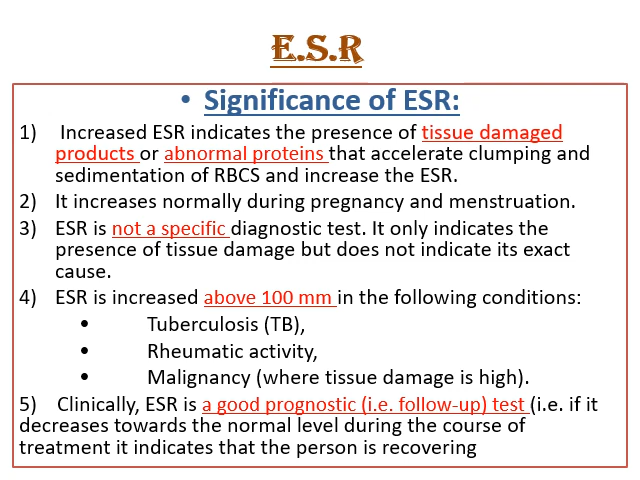 E.S.R
• Significance of ESR:
1) Increased ESR indicates the presence of tissue damaged
products or abnormal proteins that accelerate clumping and
sedimentation of RBCS and increase the ESR.
2) It increases normally during pregnancy and menstruation.
3) ESR is not a specific diagnostic test. It only indicates the
presence of tissue damage but does not indicate its exact
cause.
4) ESR is increased above 100 mm in the following conditions:
• Tuberculosis (TB),
• Rheumatic activity,
• Malignancy (where tissue damage is high).
5) Clinically, ESR is a good prognostic (i.e. follow-up) test (i.e. if it
decreases towards the normal level during the course of
treatment it indicates that the person is recovering